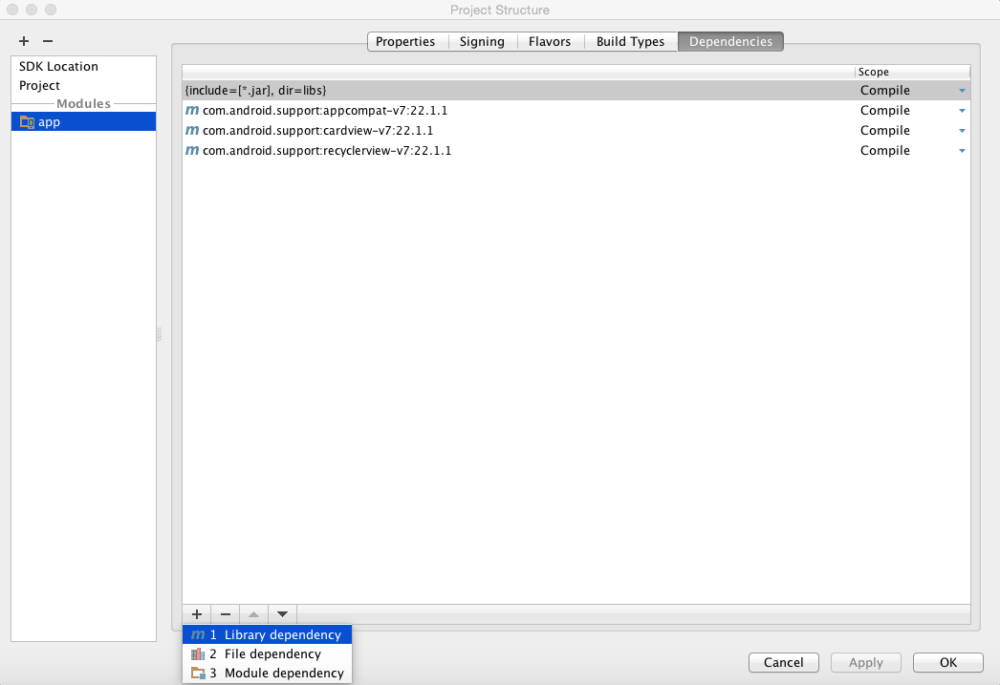 Project Structure
Properties Signing Flavors Build Types Dependencies
SDK Location
Project
Modules
app
Scope
{include=[*.jar], dir=libs} Compile
m com.android.support:appcompat-v7:22.1.1 Compile
m com.android.support:cardview-v7:22.1.1 Compile
m com.android.support:recyclerview-v7:22.1.1 Compile
m 1 Library dependency
2 File dependency
3 Module dependency
Cancel Apply OK